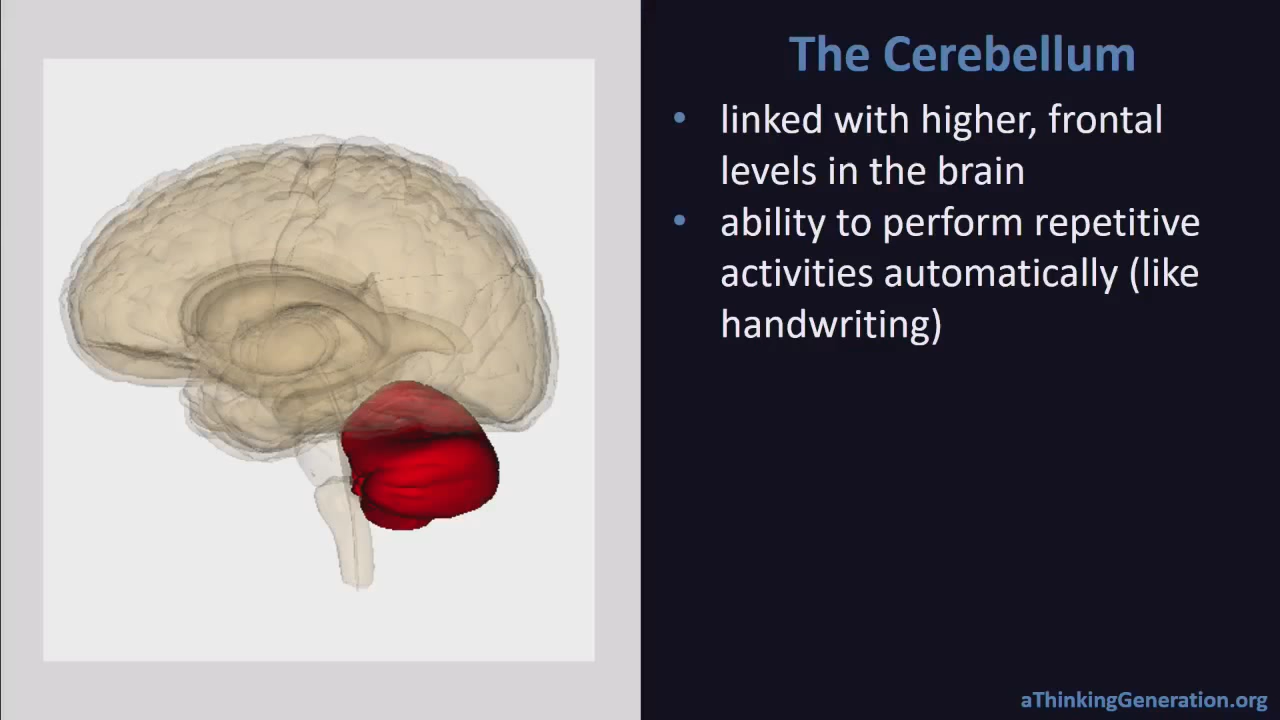 The Cerebellum
• linked with higher, frontal
levels in the brain
• ability to perform repetitive
activities automatically (like
handwriting)
aThinkingGeneration.org